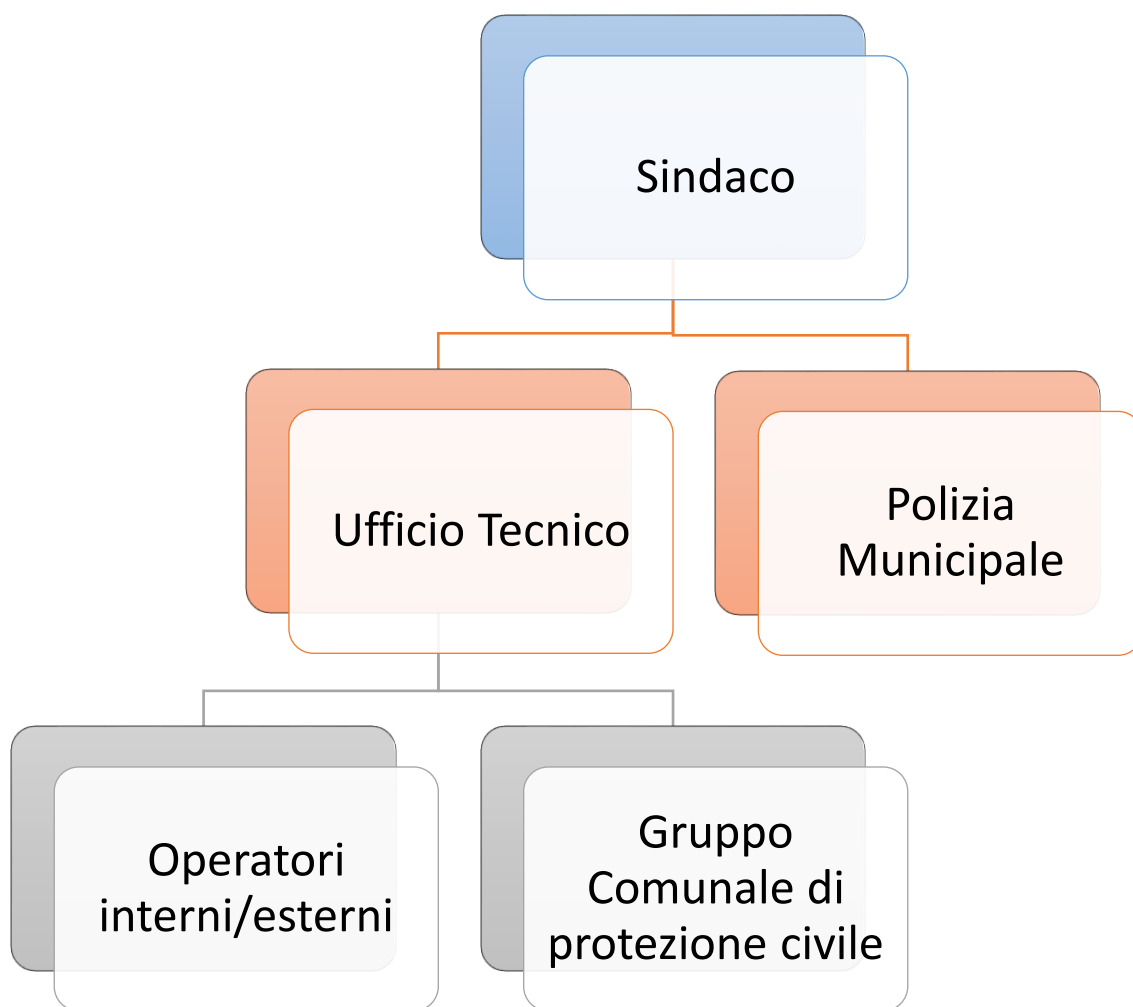 Sindaco
Ufficio Tecnico
Polizia
Municipale
Operatori
interni/esterni
Gruppo
Comunale di
protezione civile